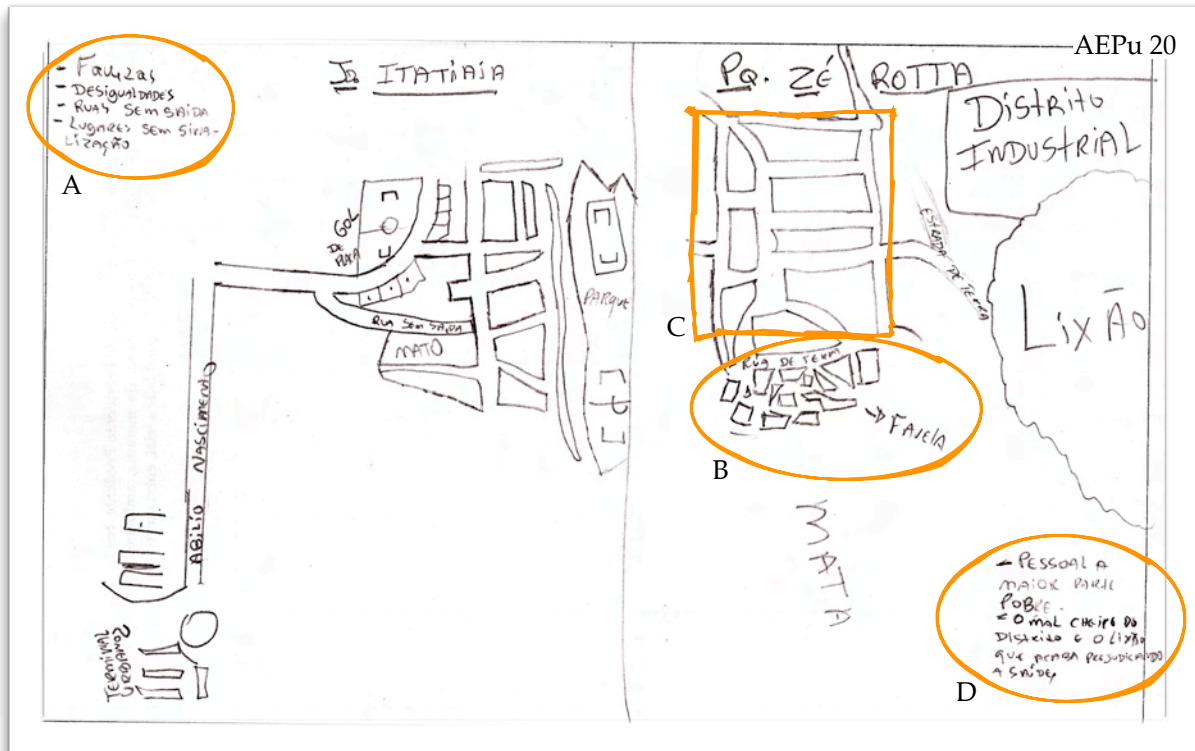 AEPu 20
- Favelas
- DESIGUALDADES
- RUAS SEM SAÍDA
- LUGARES SEM SINA-
LIZAÇÃO
A
JD ITATIAIA
PQ. ZÉ ROTTA
DISTRITO
INDUSTRIAL
GOL
DE
PLACA
ESTRADA DE TERRA
PARQUE
LIXÃO
RUA SEM SAÍDA
MATO
C
RUA DE TERRA
FAVELA
B
ABILIO NASCIMENTO
MATA
TERMINAL
URBANO
- PESSOAL A
MAIOR PARTE
POBRE.
- O MAL CHEIRO DO
DISTRITO E O LIXÃO
QUE ACABA PREJUDICANDO
A SAÚDE,
D